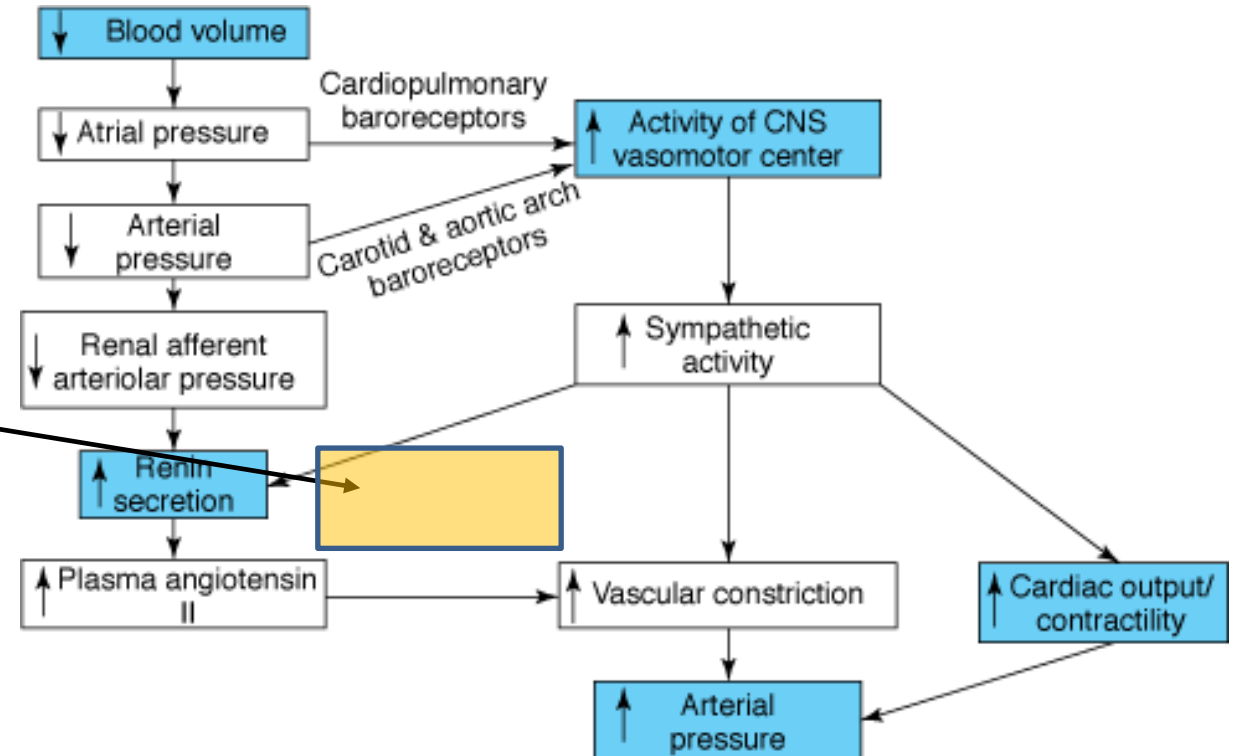 Blood volume
Atrial pressure
Cardiopulmonary
baroreceptors
Activity of CNS
vasomotor center
Arterial
pressure
Carotid & aortic arch
baroreceptors
Renal afferent
arteriolar pressure
Sympathetic
activity
Renin
secretion
Plasma angiotensin
II
Vascular constriction
Cardiac output/
contractility
Arterial
pressure